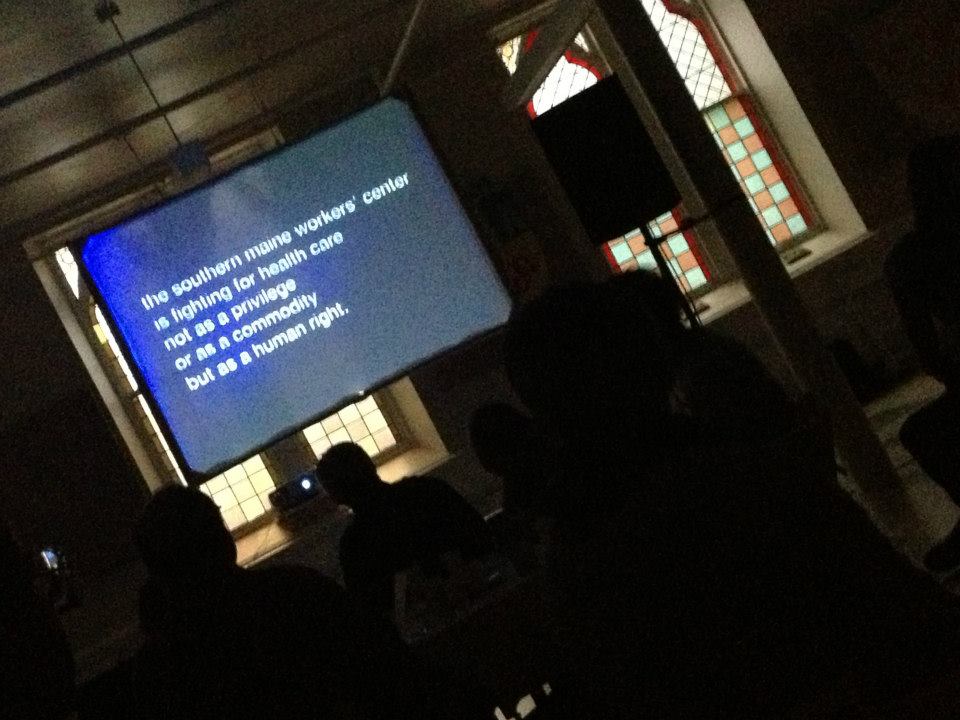 the southern maine workers' center
is fighting for health care
not as a privilege
or as a commodity
but as a human right.